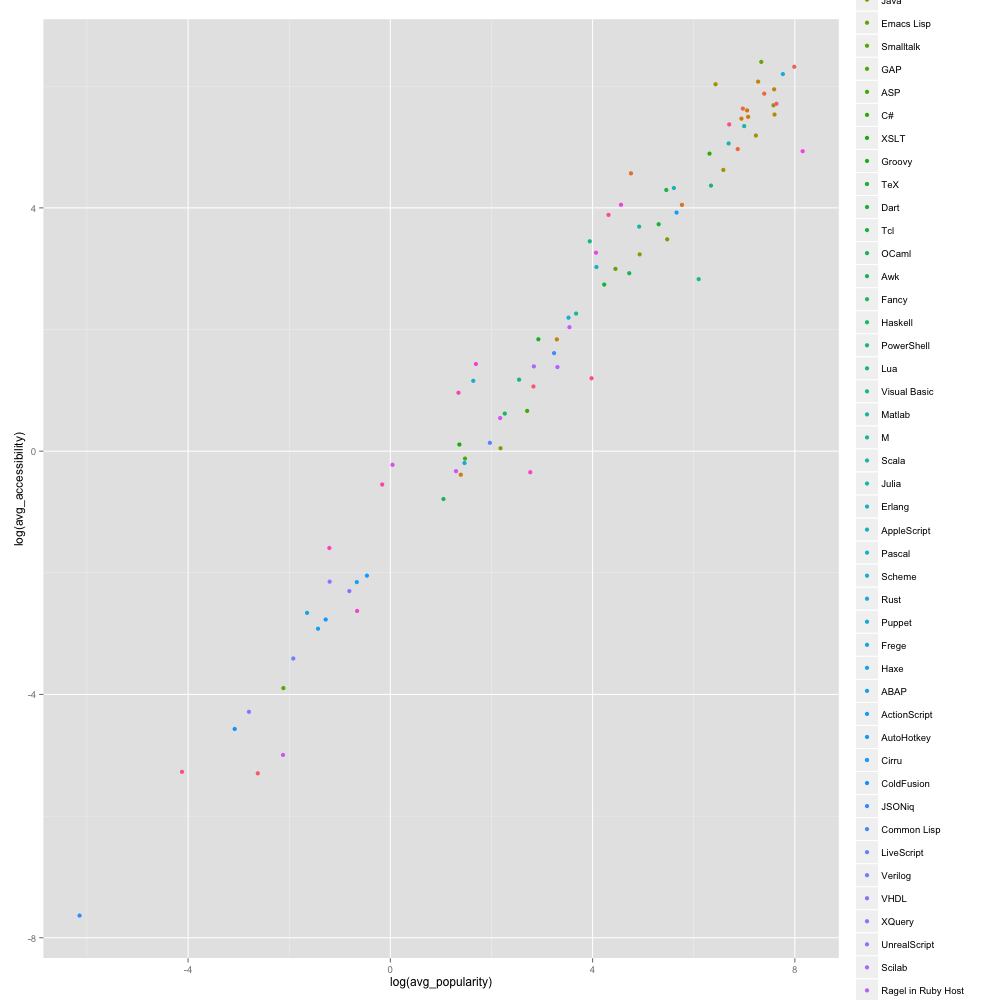 Java
Emacs Lisp
Smalltalk
GAP
ASP
C#
XSLT
Groovy
TeX
Dart
Tcl
OCaml
Awk
Fancy
Haskell
PowerShell
Lua
Visual Basic
Matlab
M
Scala
Julia
Erlang
AppleScript
Pascal
Scheme
Rust
Puppet
Frege
Haxe
ABAP
ActionScript
AutoHotkey
Cirru
ColdFusion
JSONiq
Common Lisp
LiveScript
Verilog
VHDL
XQuery
UnrealScript
Scilab
Ragel in Ruby Host
log(avg_accessibility)
4
0
-4
-8
-4 0 4 8
log(avg_popularity)